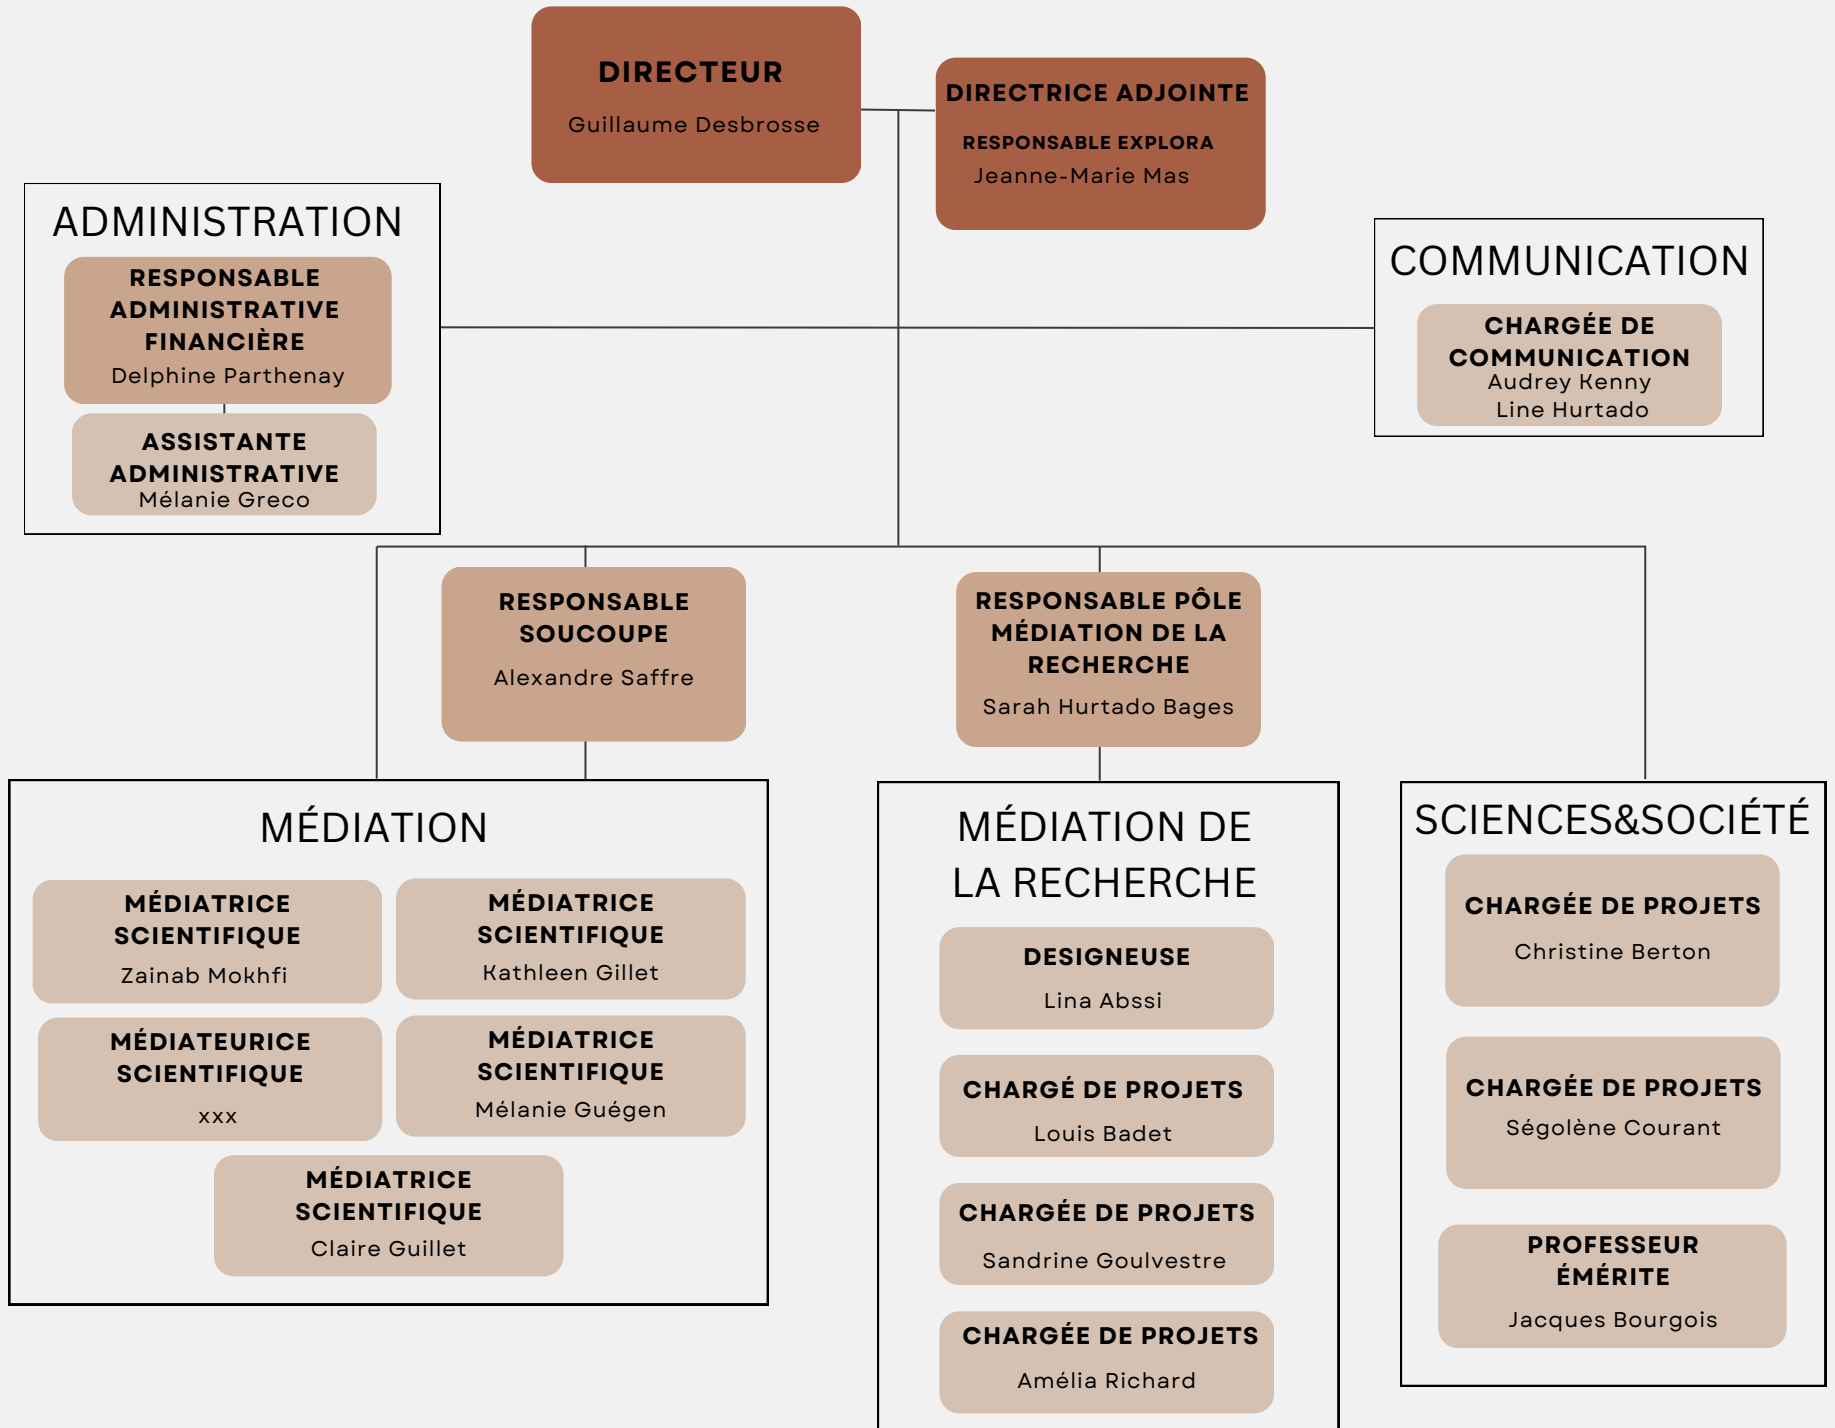 DIRECTEUR
Guillaume Desbrosse
DIRECTRICE ADJOINTE
RESPONSABLE EXPLORA
Jeanne-Marie Mas
ADMINISTRATION
RESPONSABLE
ADMINISTRATIVE
FINANCIÈRE
Delphine Parthenay
ASSISTANTE
ADMINISTRATIVE
Mélanie Greco
COMMUNICATION
CHARGÉE DE
COMMUNICATION
Audrey Kenny
Line Hurtado
RESPONSABLE
SOUCOUPE
Alexandre Saffre
RESPONSABLE PÔLE
MÉDIATION DE LA
RECHERCHE
Sarah Hurtado Bages
MÉDIATION
MÉDIATRICE
SCIENTIFIQUE
Zainab Mokhfi
MÉDIATRICE
SCIENTIFIQUE
Kathleen Gillet
MÉDIATEURICE
SCIENTIFIQUE
xxx
MÉDIATRICE
SCIENTIFIQUE
Mélanie Guégen
MÉDIATRICE
SCIENTIFIQUE
Claire Guillet
MÉDIATION DE
LA RECHERCHE
DESIGNEUSE
Lina Abssi
CHARGÉ DE PROJETS
Louis Badet
CHARGÉE DE PROJETS
Sandrine Goulvestre
CHARGÉE DE PROJETS
Amélia Richard
SCIENCES&SOCIÉTÉ
CHARGÉE DE PROJETS
Christine Berton
CHARGÉE DE PROJETS
Ségolène Courant
PROFESSEUR
ÉMÉRITE
Jacques Bourgois